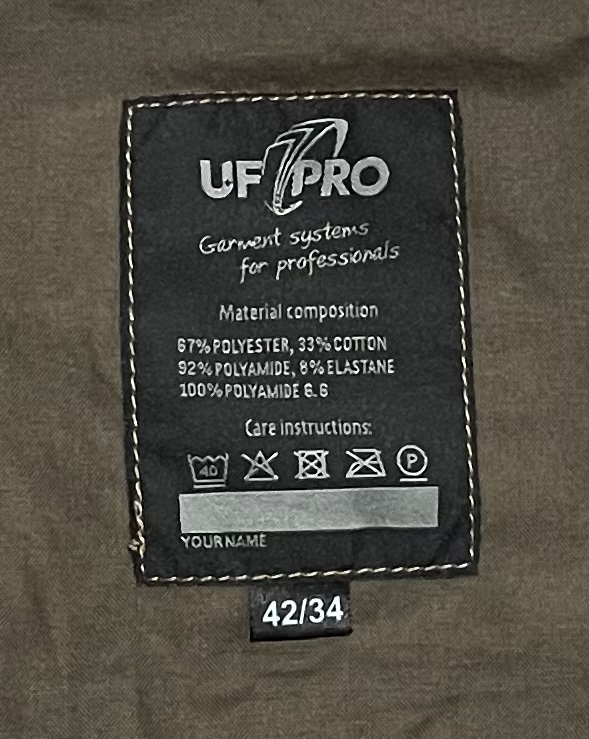 UF PRO
Garment systems
for professionals
Material composition
67% POLYESTER, 33% COTTON
92% POLYAMIDE, 8% ELASTANE
100% POLYAMIDE 6.6
Care instructions:
40 P
YOUR NAME
42/34